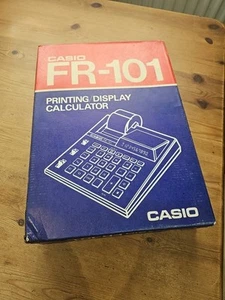 CASIO
FR-101
PRINTING/DISPLAY
CALCULATOR
CASIO